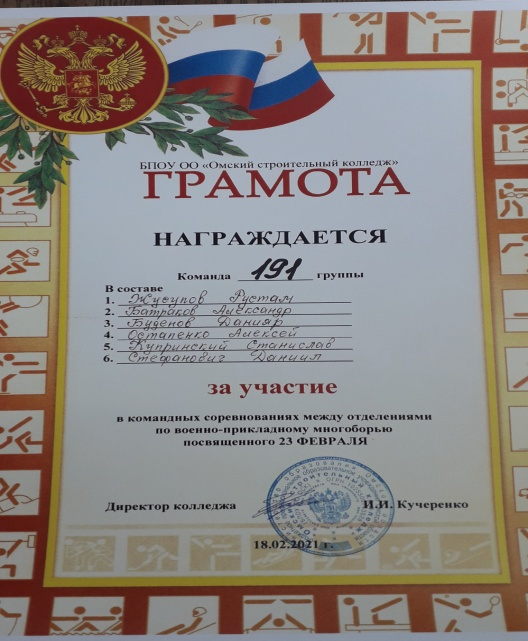 БПОУ ОО «Омский строительный колледж»
ГРАМОТА
НАГРАЖДАЕТСЯ
Команда 191 группы
В составе
1. Жусупов Рустам
2. Батраков Александр
3. Буденов Данияр
4. Остапенко Алексей
5. Купринский Станислав
6. Стефанович Даниил
за участие
в командных соревнованиях между отделениями
по военно-прикладному многоборью
посвященного 23 ФЕВРАЛЯ
Директор колледжа И.И. Кучеренко
18.02.2021 г.